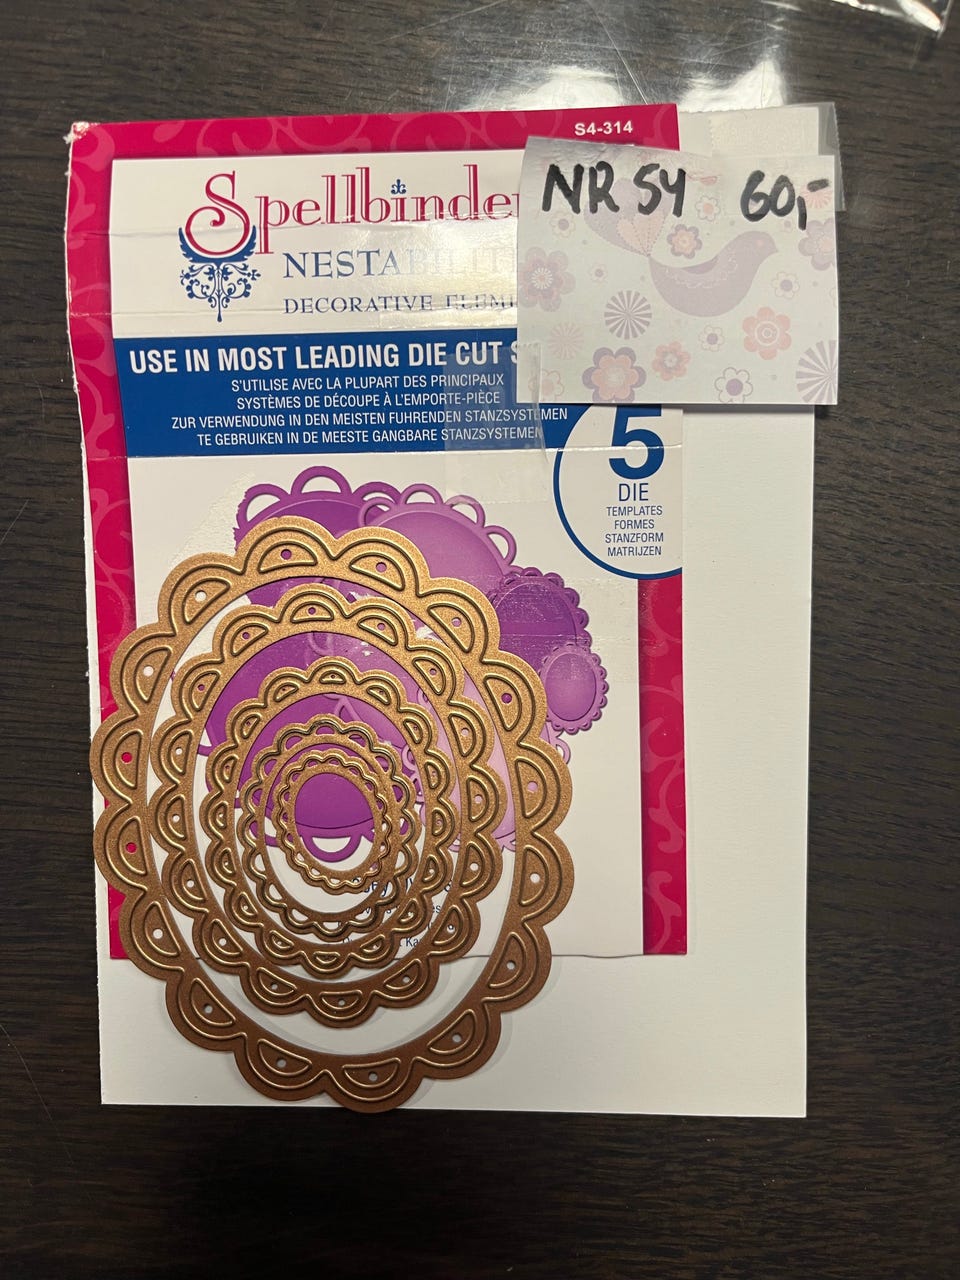 S4-314
Spellbinde
NR 54 60,-
NESTABILIT
DECORATIVE ELEM
USE IN MOST LEADING DIE CUT S
S'UTILISE AVEC LA PLUPART DES PRINCIPAUX
SYSTÈMES DE DÉCOUPE À L'EMPORTE-PIÈCE
ZUR VERWENDUNG IN DEN MEISTEN FUHRENDEN STANZSYSTEMEN
TE GEBRUIKEN IN DE MEESTE GANGBARE STANZSYSTEMEN
5
DIE
TEMPLATES
FORMES
STANZFORM
MATRIJZEN